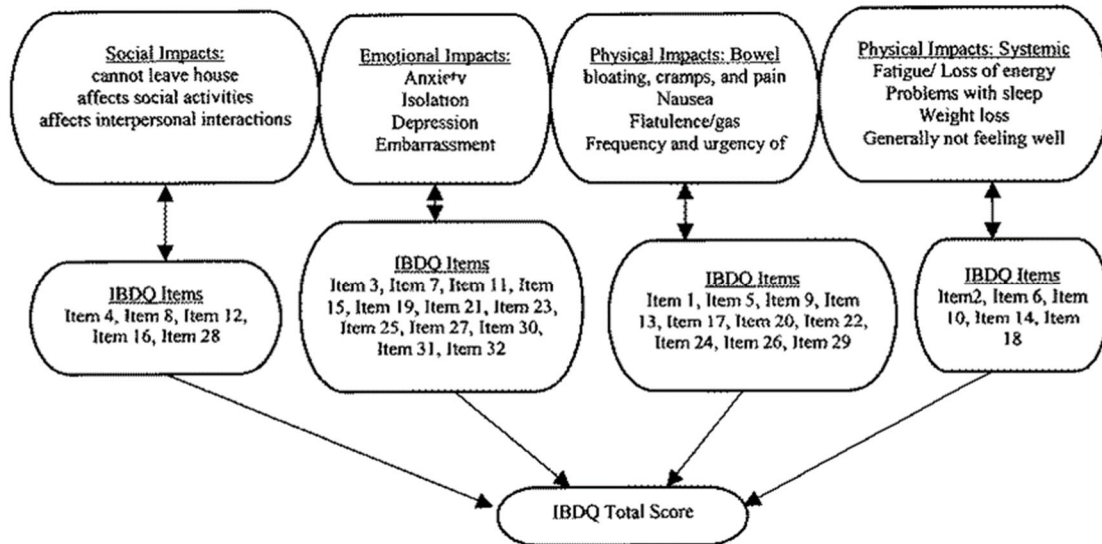 Social Impacts:
cannot leave house
affects social activities
affects interpersonal interactions
Emotional Impacts:
Anxiety
Isolation
Depression
Embarrassment
Physical Impacts: Bowel
bloating, cramps, and pain
Nausea
Flatulence/gas
Frequency and urgency of
Physical Impacts: Systemic
Fatigue/ Loss of energy
Problems with sleep
Weight loss
Generally not feeling well
IBDQ Items
Item 4, Item 8, Item 12,
Item 16, Item 28
IBDQ Items
Item 3, Item 7, Item 11, Item
15, Item 19, Item 21, Item 23,
Item 25, Item 27, Item 30,
Item 31, Item 32
IBDQ Items
Item 1, Item 5, Item 9, Item
13, Item 17, Item 20, Item 22,
Item 24, Item 26, Item 29
IBDQ Items
Item2, Item 6, Item
10, Item 14, Item
18
IBDQ Total Score